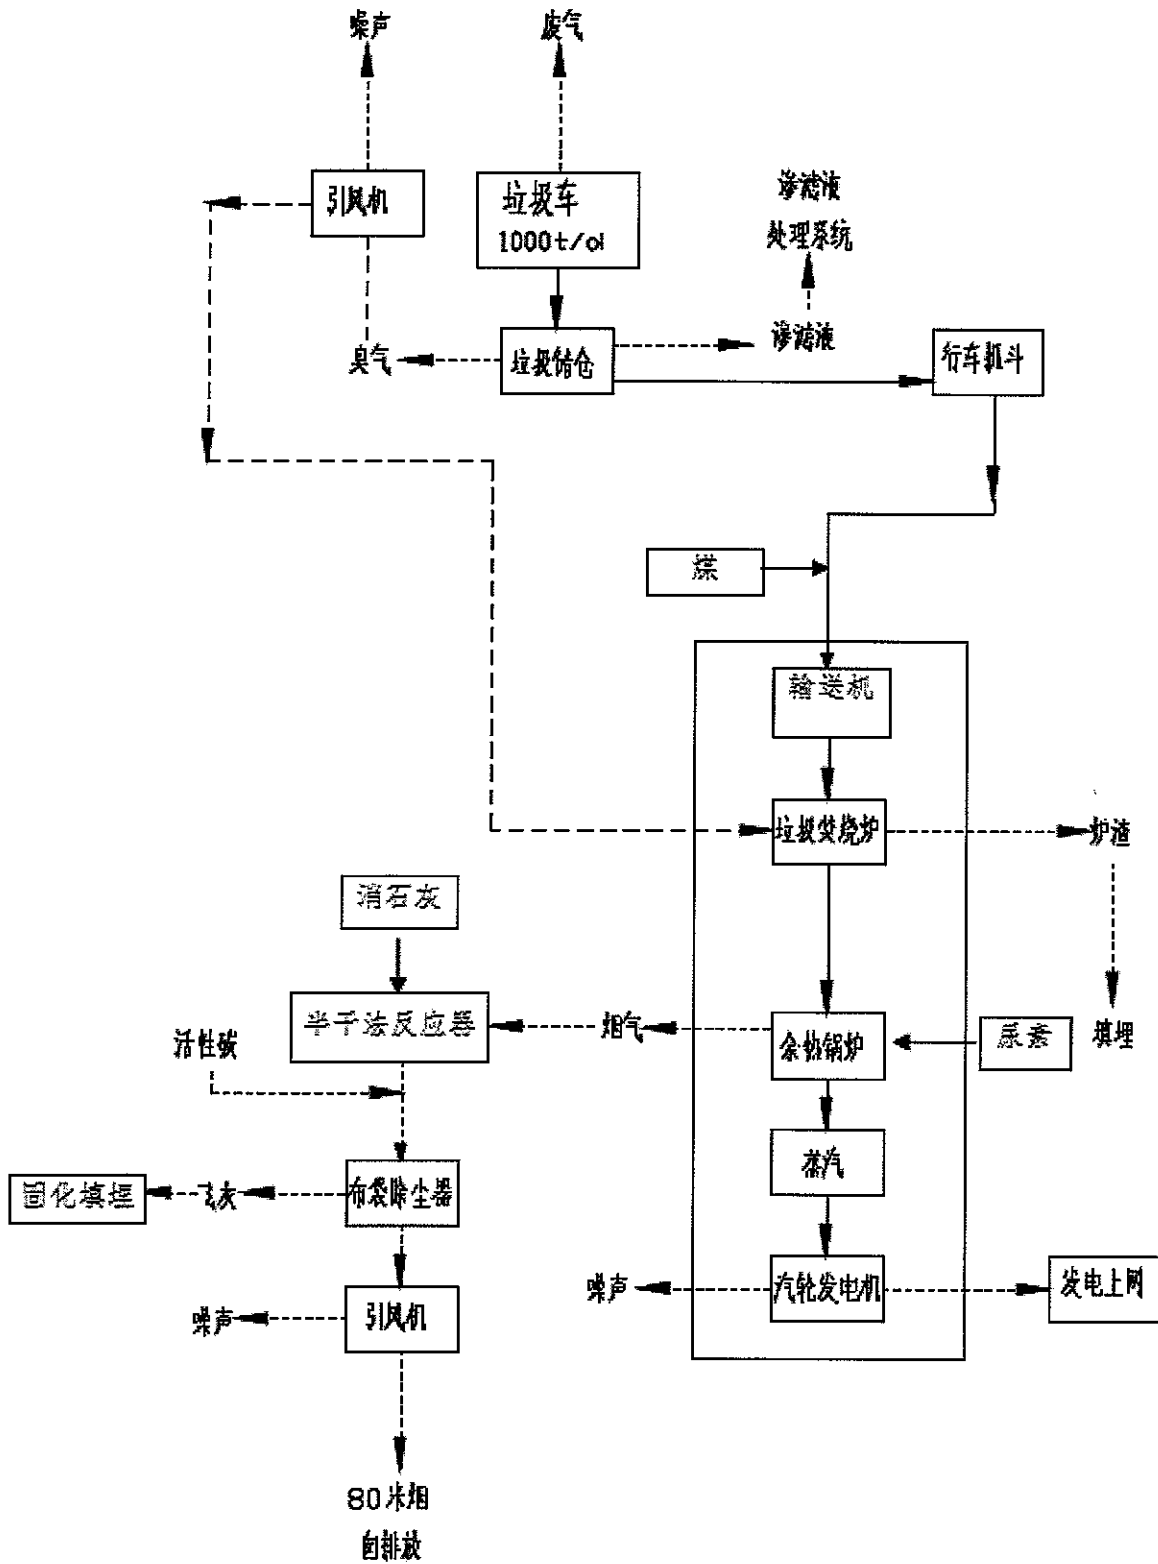 噪声
废气
引风机
垃圾车
1000t/d
渗滤液
处理系统
臭气
垃圾储仓
渗滤液
行车抓斗
煤
输送机
垃圾焚烧炉
炉渣
消石灰
半干法反应器
烟气
余热锅炉
尿素
填埋
活性碳
蒸汽
固化填埋
飞灰
布袋除尘器
噪声
汽轮发电机
发电上网
噪声
引风机
80米烟
囱排放